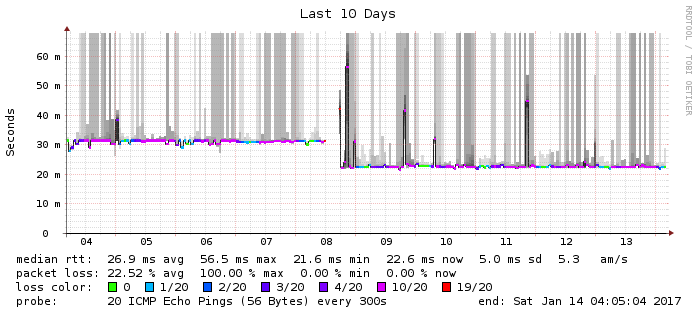 Last 10 Days
RRDTOOL / TOBI OETIKER
Seconds
60 m
50 m
40 m
30 m
20 m
10 m
0
04 05 06 07 08 09 10 11 12 13
median rtt: 26.9 ms avg 56.5 ms max 21.6 ms min 22.6 ms now 5.0 ms sd 5.3 am/s
packet loss: 22.52 % avg 100.00 % max 0.00 % min 0.00 % now
loss color: 0 1/20 2/20 3/20 4/20 10/20 19/20
probe: 20 ICMP Echo Pings (56 Bytes) every 300s end: Sat Jan 14 04:05:04 2017